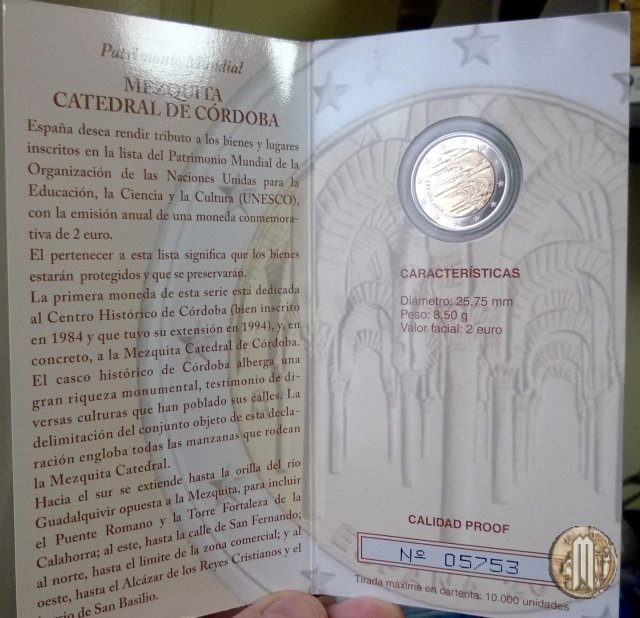 Patrimonio Mundial
MEZQUITA
CATEDRAL DE CÓRDOBA
España desea rendir tributo a los bienes y lugares
inscritos en la lista del Patrimonio Mundial de la
Organización de las Naciones Unidas para la
Educación, la Ciencia y la Cultura (UNESCO),
con la emisión anual de una moneda conmemora-
tiva de 2 euro.
El pertenecer a esta lista significa que los bienes
estarán protegidos y que se preservarán.
La primera moneda de esta serie está dedicada
al Centro Histórico de Córdoba (bien inscrito
en 1984 y que tuvo su extensión en 1994), y, en
concreto, a la Mezquita Catedral de Córdoba.
El casco histórico de Córdoba alberga una
gran riqueza monumental, testimonio de di-
versas culturas que han poblado sus calles. La
delimitación del conjunto objeto de esta decla-
ración engloba todas las manzanas que rodean
la Mezquita Catedral.
Hacia el sur se extiende hasta la orilla del río
Guadalquivir opuesta a la Mezquita, para incluir
el Puente Romano y la Torre Fortaleza de la
Calahorra; al este, hasta la calle de San Fernando;
al norte, hasta el límite de la zona comercial; y al
oeste, hasta el Alcázar de los Reyes Cristianos y el
de San Basilio.
CARACTERÍSTICAS
Diámetro: 25,75 mm
Peso: 8,50 g
Valor facial: 2 euro
CALIDAD PROOF
Nº 05753
Tirada máxima en carterita: 10.000 unidades